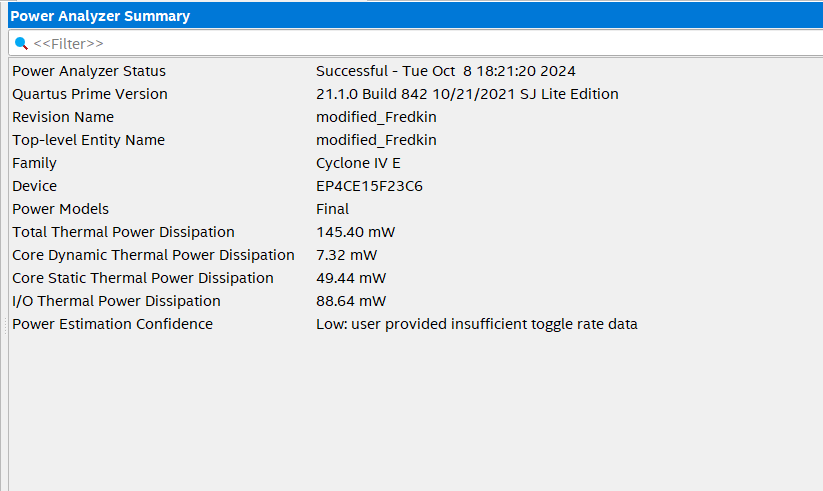 Power Analyzer Summary
<<Filter>>
Power Analyzer Status Successful - Tue Oct 8 18:21:20 2024
Quartus Prime Version 21.1.0 Build 842 10/21/2021 SJ Lite Edition
Revision Name modified_Fredkin
Top-level Entity Name modified_Fredkin
Family Cyclone IV E
Device EP4CE15F23C6
Power Models Final
Total Thermal Power Dissipation 145.40 mW
Core Dynamic Thermal Power Dissipation 7.32 mW
Core Static Thermal Power Dissipation 49.44 mW
I/O Thermal Power Dissipation 88.64 mW
Power Estimation Confidence Low: user provided insufficient toggle rate data